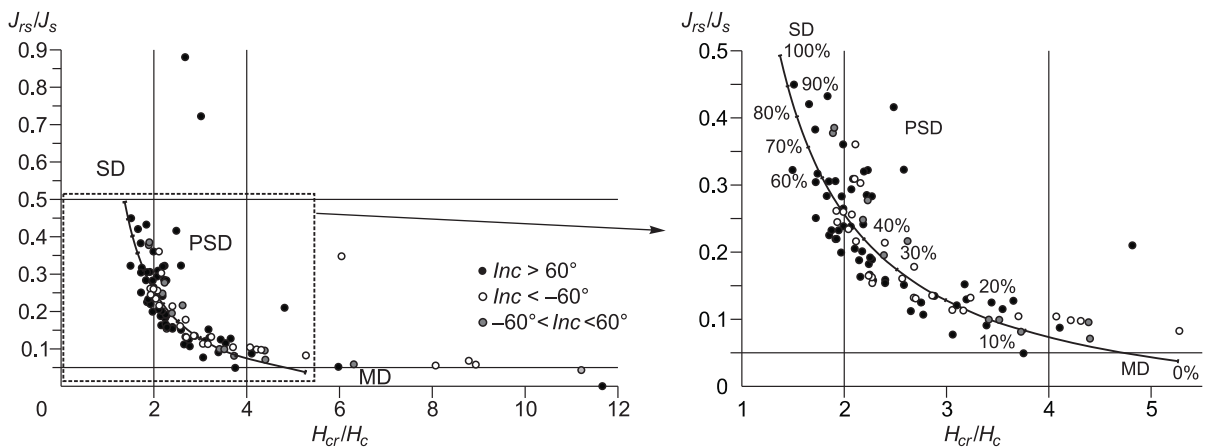 J_rs/J_s
0.9
0.8
0.7
0.6
SD
0.5
0.4
PSD
0.3
0.2
0.1
MD
0
2
4
6
8
10
12
H_cr/H_c
Inc > 60°
Inc < –60°
–60°< Inc <60°
J_rs/J_s
SD
0.5
100%
90%
0.4
80%
PSD
70%
0.3
60%
40%
0.2
30%
20%
0.1
10%
MD
0%
0
1
2
3
4
5
H_cr/H_c